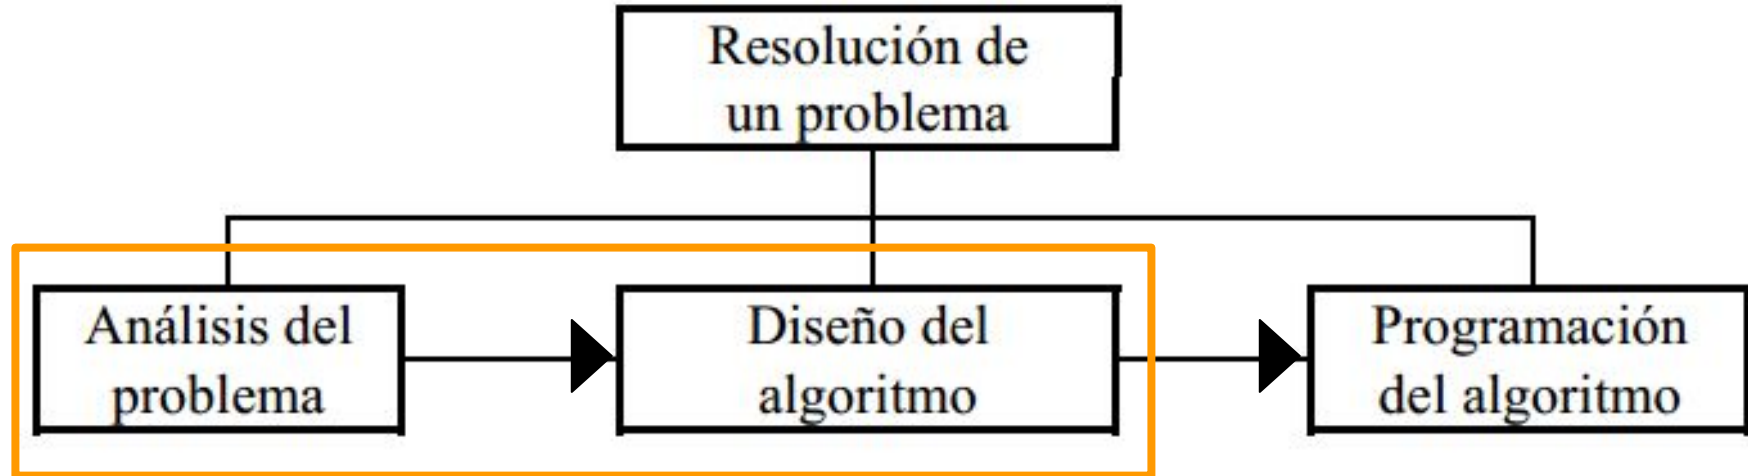 Resolución de
un problema
Análisis del
problema
Diseño del
algoritmo
Programación
del algoritmo